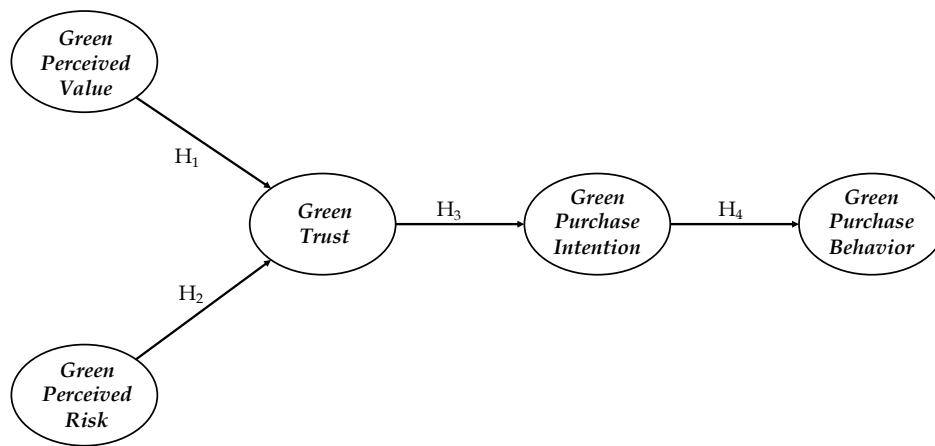 Green
Perceived
Value
H₁
Green
Trust
H₃
Green
Purchase
Intention
H₄
Green
Purchase
Behavior
H₂
Green
Perceived
Risk